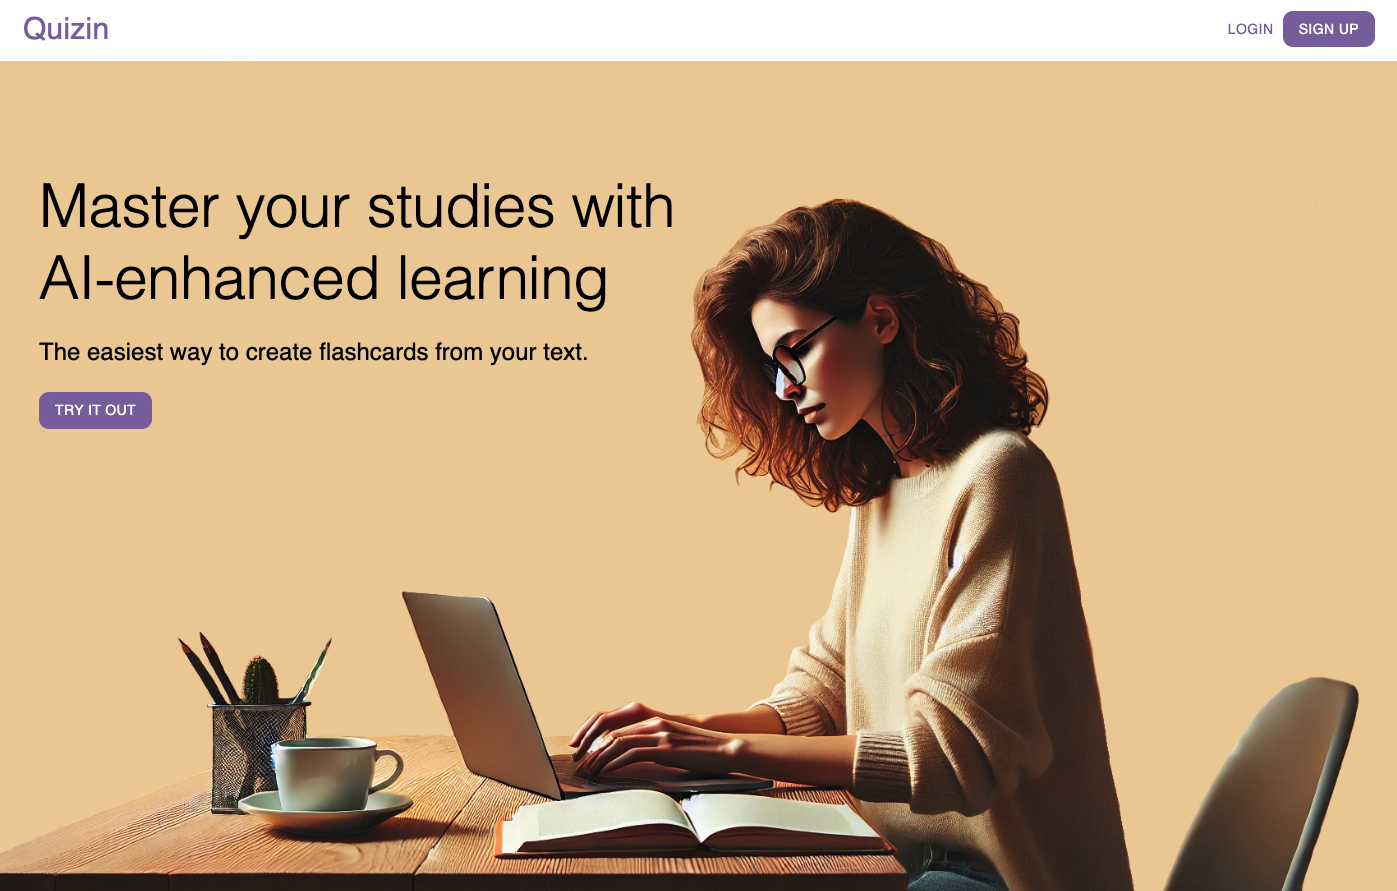 Quizin
LOGIN
SIGN UP
Master your studies with
AI-enhanced learning
The easiest way to create flashcards from your text.
TRY IT OUT